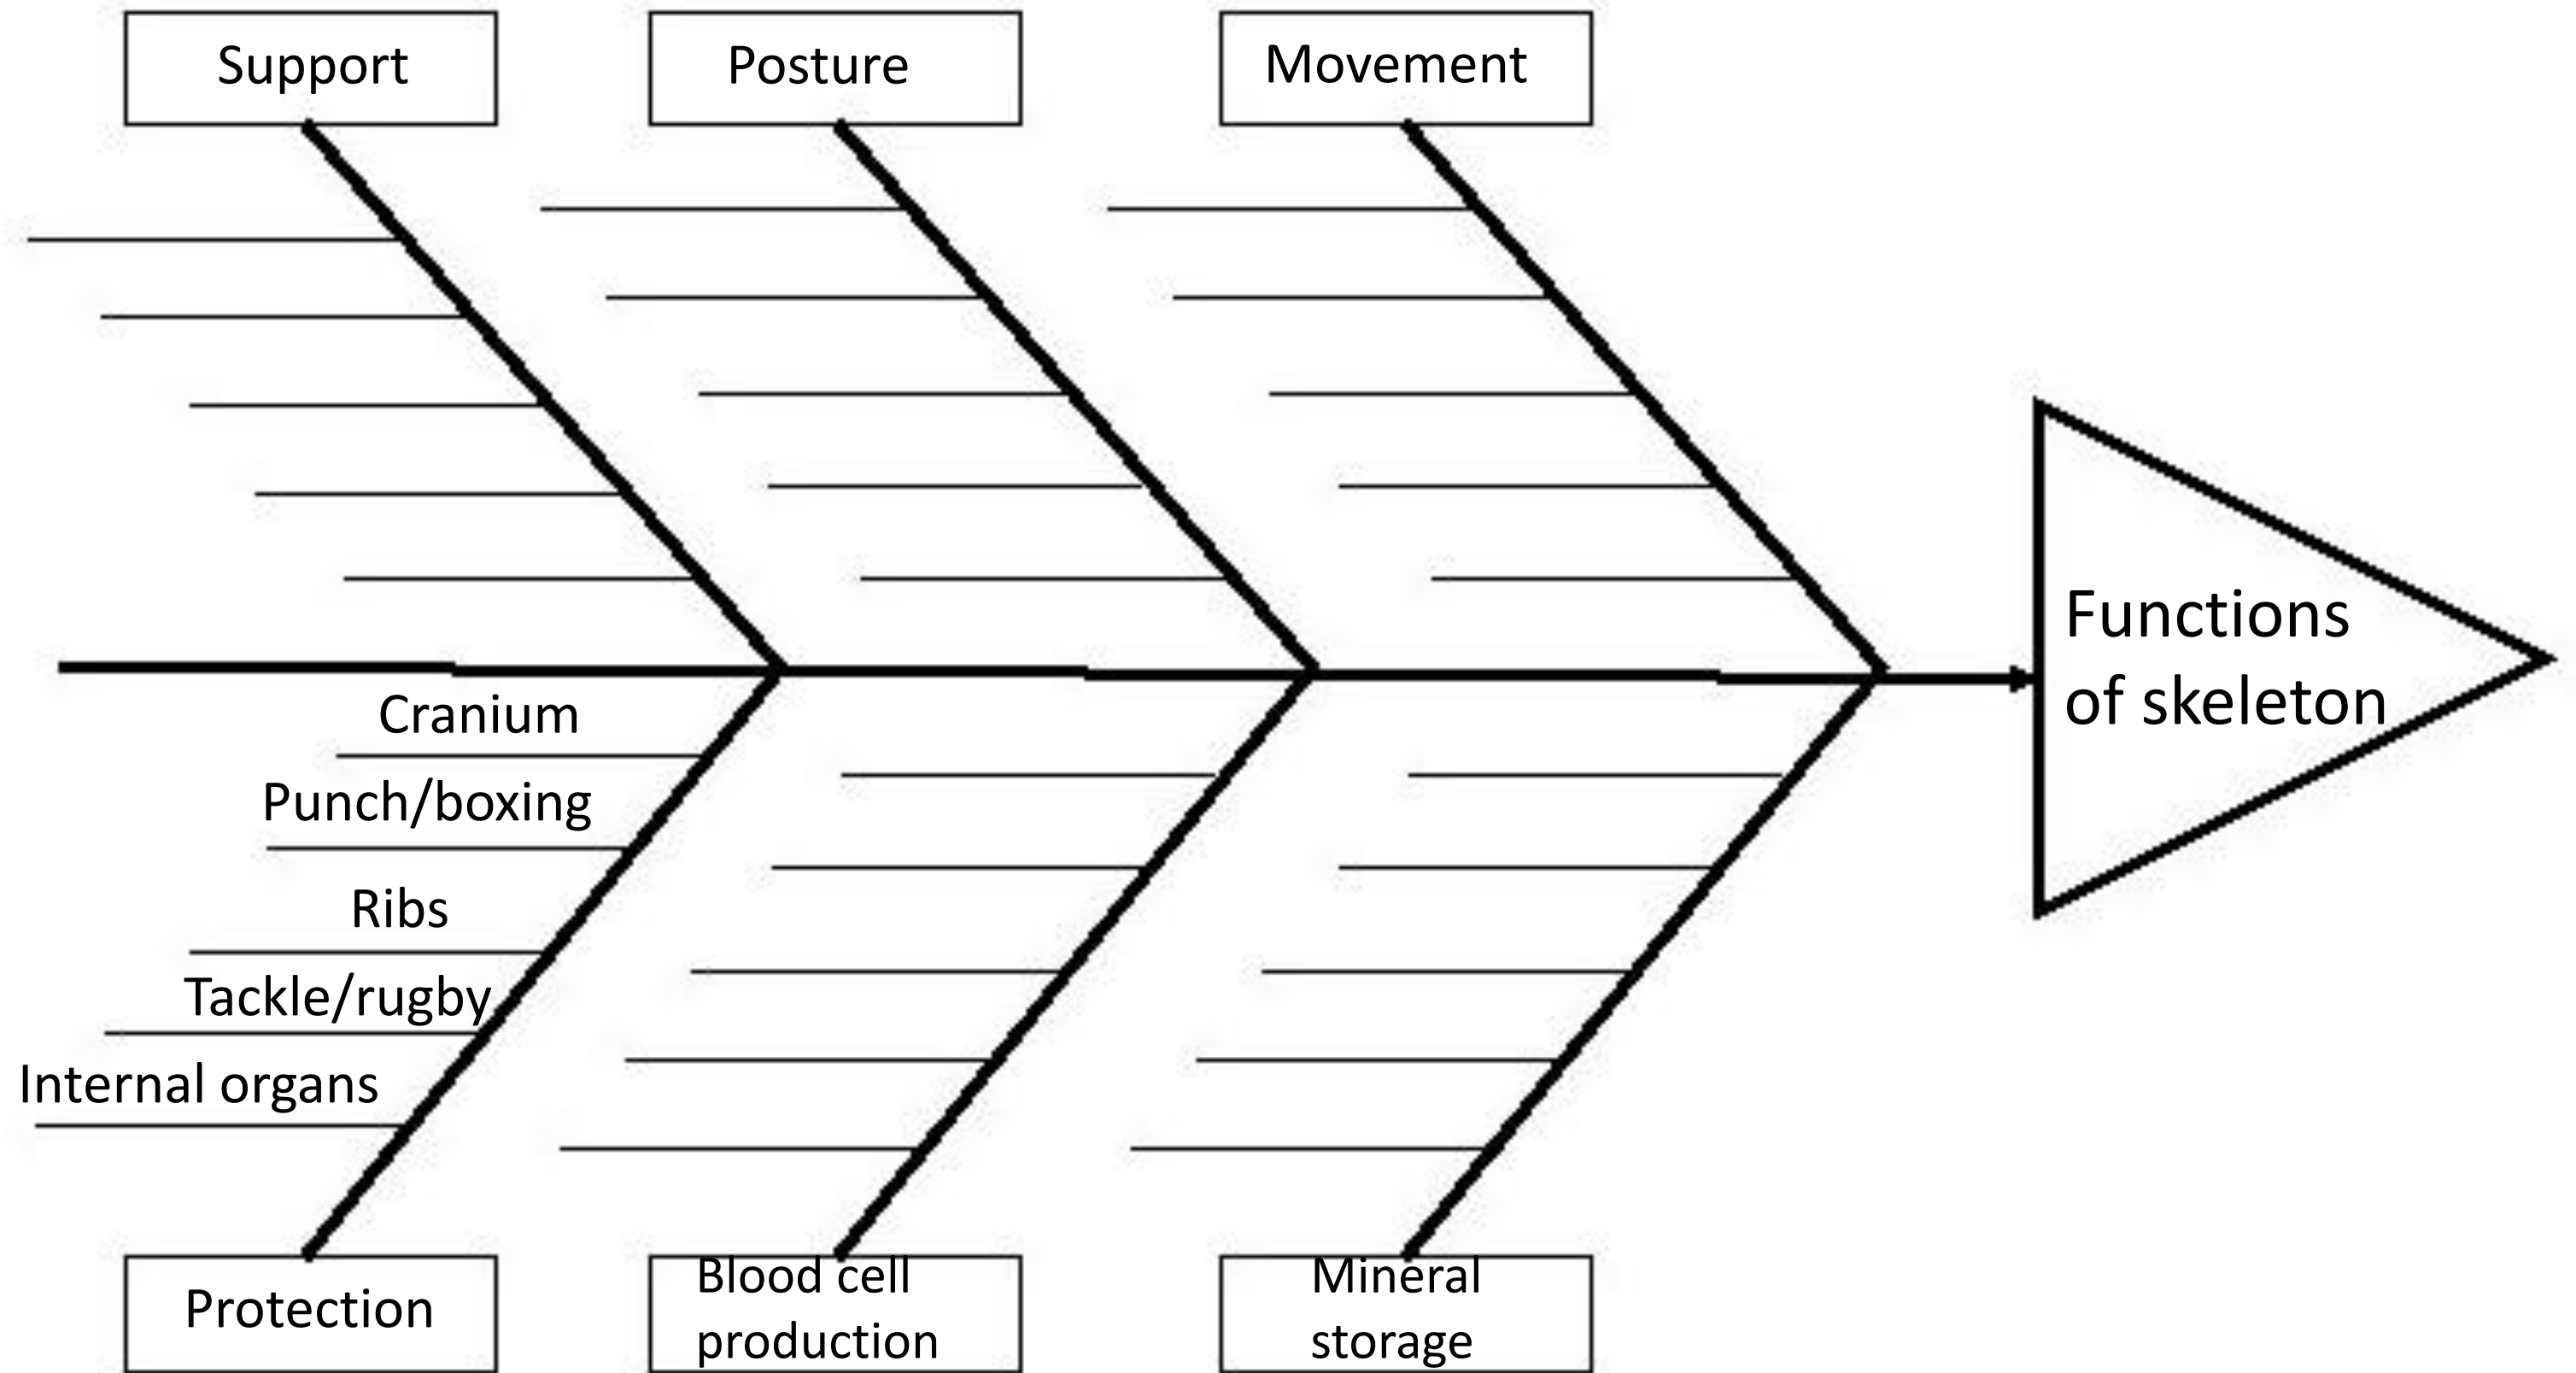 Support
Posture
Movement
Functions
of skeleton
Cranium
Punch/boxing
Ribs
Tackle/rugby
Internal organs
Protection
Blood cell
production
Mineral
storage